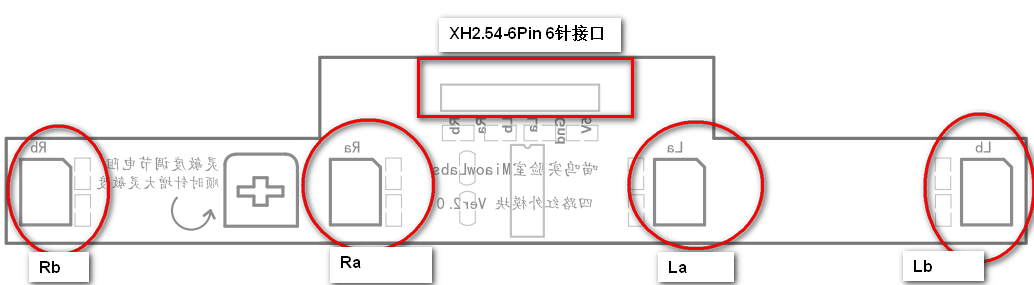 XH2.54-6Pin 6针接口
Rb Ra Lb La Gnd 5V
Rb
Ra
La
Lb
灵敏度调节电阻
顺时针增大灵敏度
喵呜实验室MiaowLabs
四路红外模块 Ver2.0
Rb
Ra
La
Lb